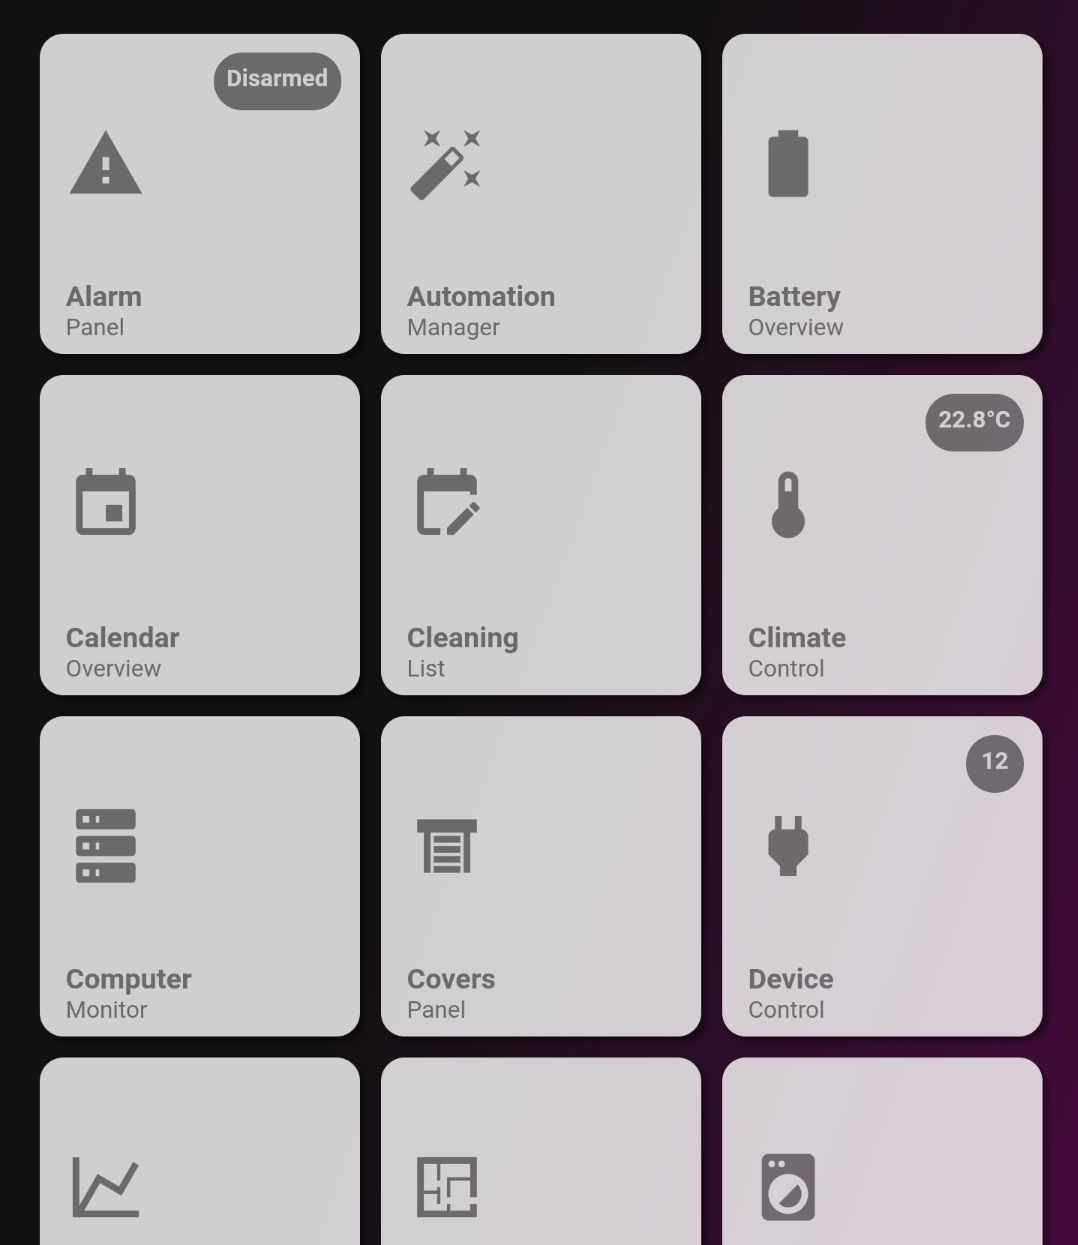 Disarmed
Alarm
Panel
Automation
Manager
Battery
Overview
Calendar
Overview
Cleaning
List
22.8°C
Climate
Control
Computer
Monitor
Covers
Panel
12
Device
Control